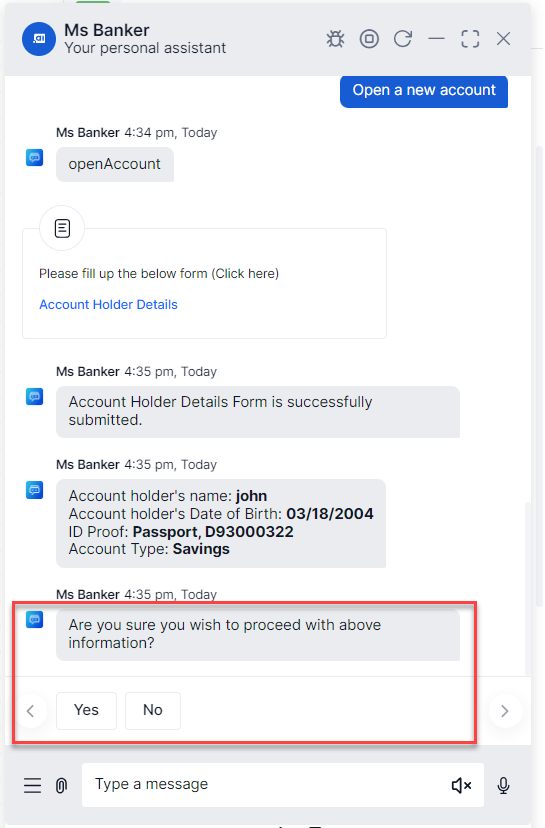 Ms Banker
Your personal assistant
Open a new account
Ms Banker 4:34 pm, Today
openAccount
Please fill up the below form (Click here)
Account Holder Details
Ms Banker 4:35 pm, Today
Account Holder Details Form is successfully
submitted.
Ms Banker 4:35 pm, Today
Account holder's name: john
Account holder's Date of Birth: 03/18/2004
ID Proof: Passport, D93000322
Account Type: Savings
Ms Banker 4:35 pm, Today
Are you sure you wish to proceed with above
information?
Yes No
Type a message